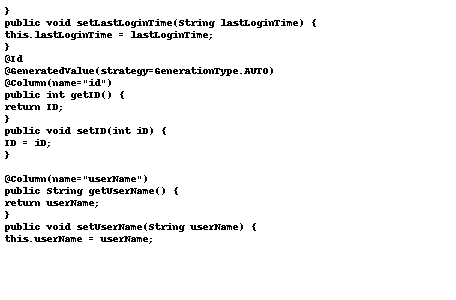 }
public void setLastLoginTime(String lastLoginTime) {
this.lastLoginTime = lastLoginTime;
}
@Id
@GeneratedValue(strategy=GenerationType.AUTO)
@Column(name="id")
public int getID() {
return ID;
}
public void setID(int iD) {
ID = iD;
}

@Column(name="userName")
public String getUserName() {
return userName;
}
public void setUserName(String userName) {
this.userName = userName;